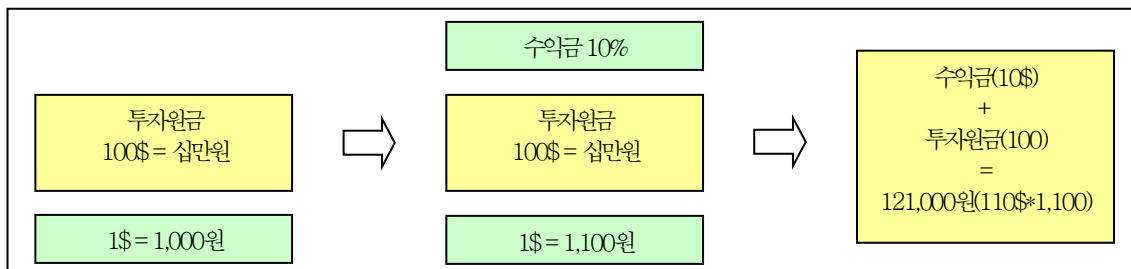 투자원금
100$ = 십만원
1$ = 1,000원
수익금 10%
투자원금
100$ = 십만원
1$ = 1,100원
수익금(10$)
+
투자원금(100)
=
121,000원(110$*1,100)